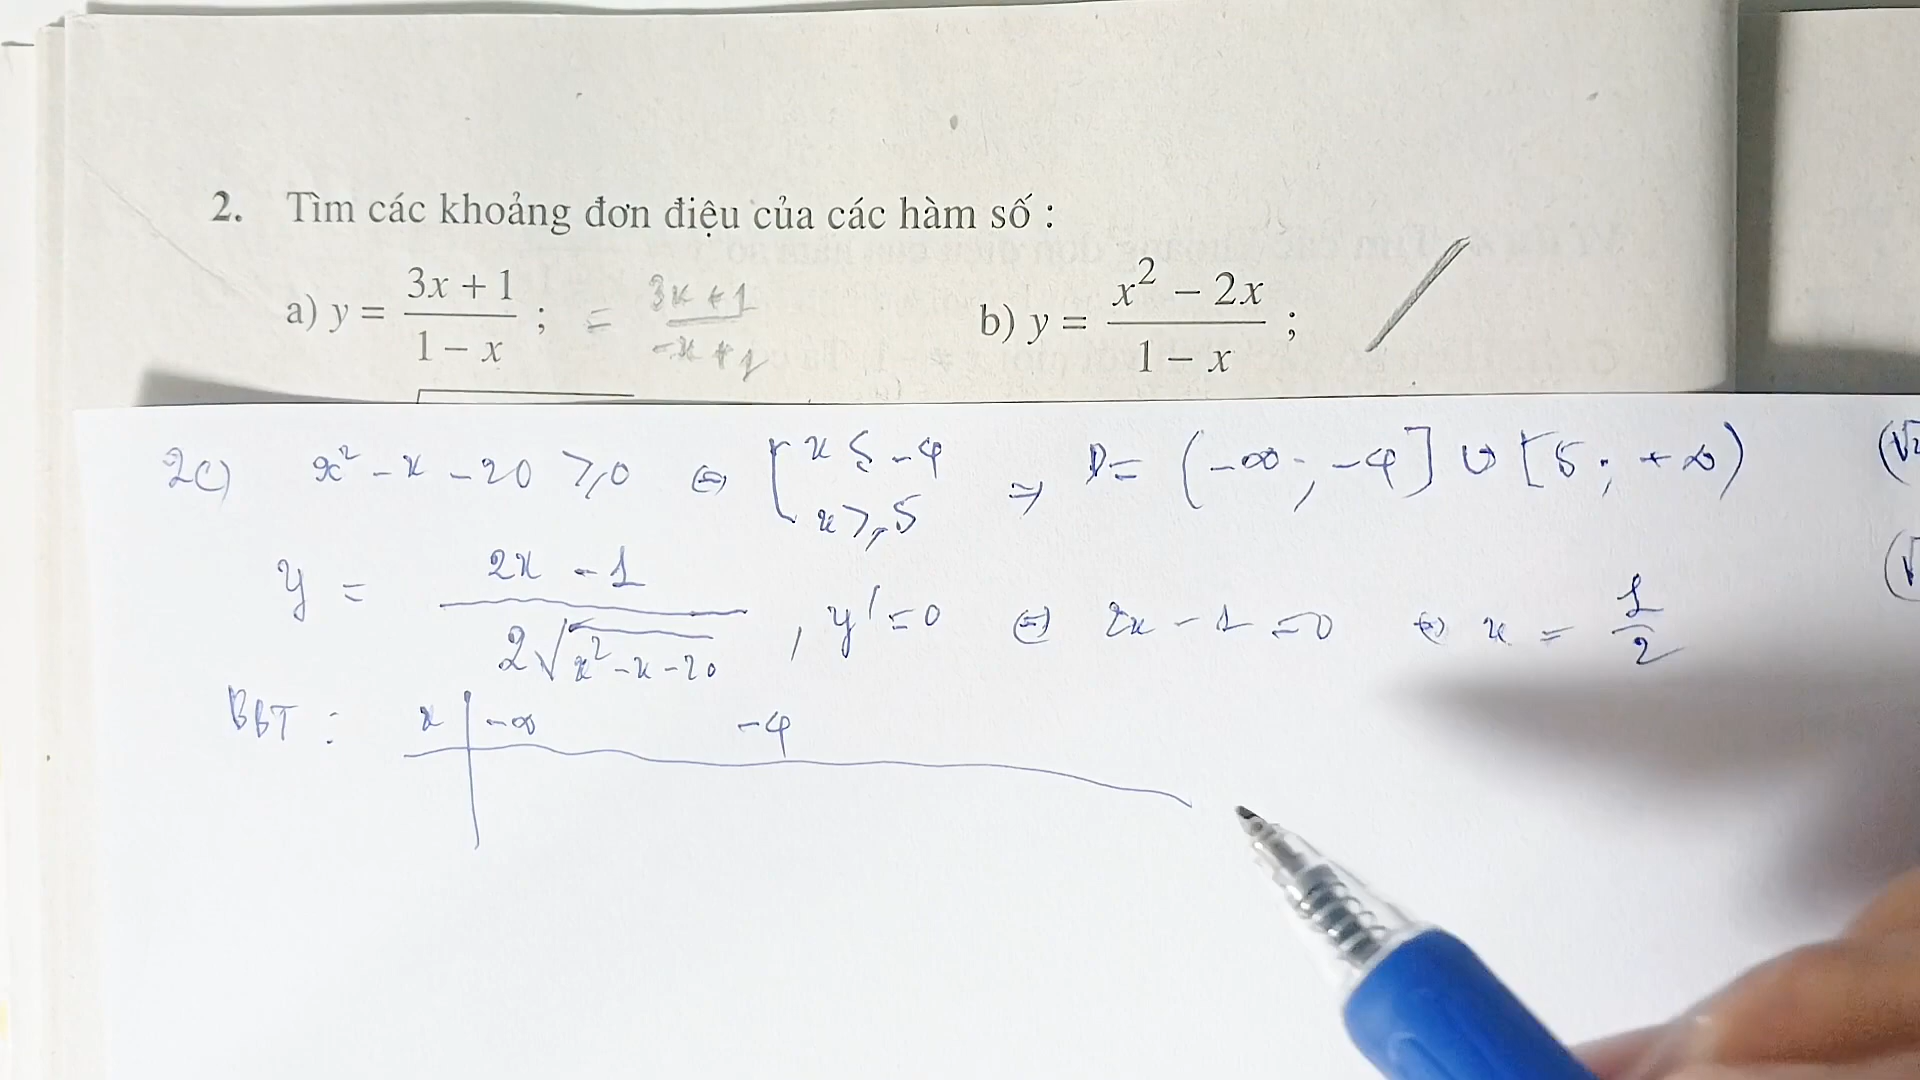 2. Tìm các khoảng đơn điệu của các hàm số :
a) y = (3x + 1)/(1 − x) ; = (3x + 1)/(-x + 1) b) y = (x² − 2x)/(1 − x) ;
2c) x² - x - 20 ≥ 0 ⇔ [ x ≤ -4 x ≥ 5 ⇒ D = (-∞ ; -4] ∪ [5 ; +∞)
y = (2x - 1)/(2√(x² - x - 20)) , y' = 0 ⇔ 2x - 1 = 0 ⇔ x = 1/2
BBT : x | -∞ -4